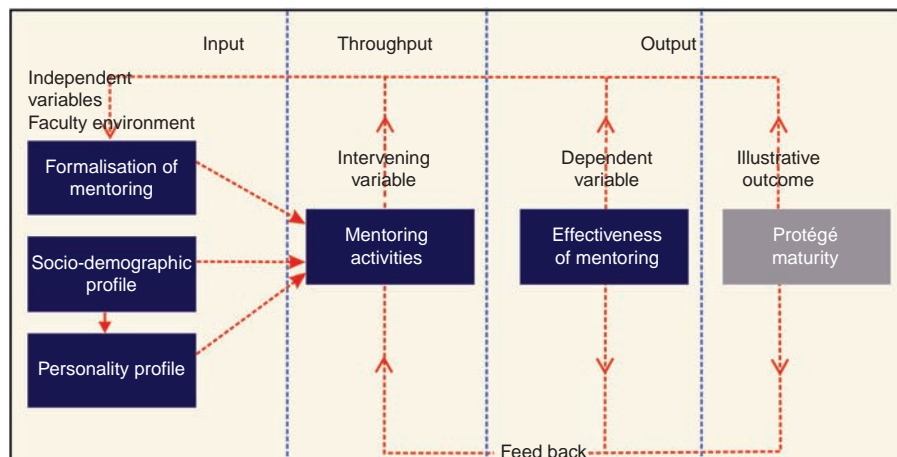 Input
Throughput
Output
Independent
variables
Faculty environment
Formalisation of
mentoring
Socio-demographic
profile
Personality profile
Intervening
variable
Mentoring
activities
Dependent
variable
Effectiveness
of mentoring
Illustrative
outcome
Protégé
maturity
Feed back